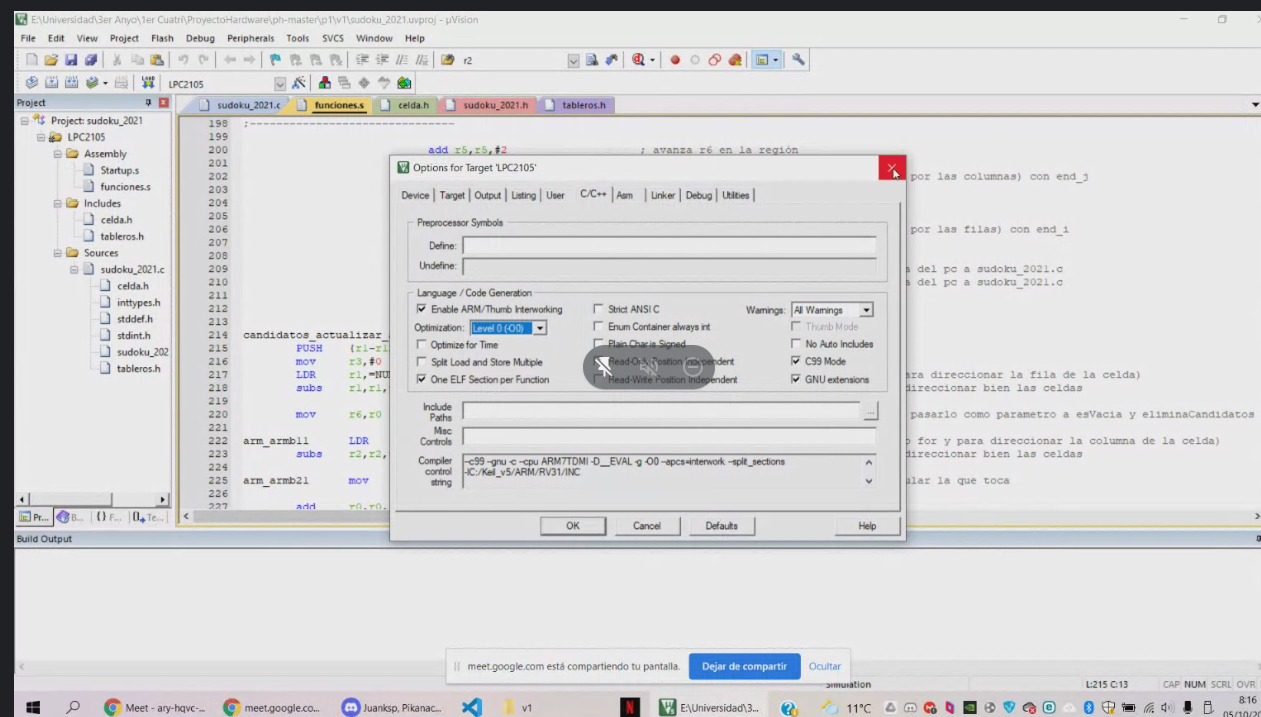 E:\Universidad\3er Anyo\1er Cuatri\ProyectoHardware\ph-master\p1\v1\sudoku_2021.uvproj - µVision
File Edit View Project Flash Debug Peripherals Tools SVCS Window Help
r2
LOAD LPC2105
Project
sudoku_2021.c funciones.s celda.h sudoku_2021.h tableros.h
Project: sudoku_2021
LPC2105
Assembly
Startup.s
funciones.s
Includes
celda.h
tableros.h
Sources
sudoku_2021.c
celda.h
inttypes.h
stddef.h
stdint.h
sudoku_202
tableros.h
Pr... B... {} F... 0 Te...
198 ;-------------------------------
199
200 add r5,r5,#2 ; avanza r6 en la región
201
202 por las columnas) con end_j
203
204
205
206 por las filas) con end_i
207
208
209 a del pc a sudoku_2021.c
210 a del pc a sudoku_2021.c
211
212
213
214 candidatos_actualizar_
215 PUSH {r1-r1
216 mov r3,#0
217 LDR r1,=NU ara direccionar la fila de la celda)
218 subs r1,r1, direccionar bien las celdas
219
220 mov r6,r0 pasarlo como parametro a esVacia y eliminaCandidatos
221
222 arm_armb11 LDR o for y para direccionar la columna de la celda)
223 subs r2,r2, direccionar bien las celdas
224
225 arm_armb21 mov ular la que toca
226
227 add r0,r0,
Options for Target 'LPC2105'
Device Target Output Listing User C/C++ Asm Linker Debug Utilities
Preprocessor Symbols
Define:
Undefine:
Language / Code Generation
Enable ARM/Thumb Interworking Strict ANSI C Warnings: All Warnings
Optimization: Level 0 (-O0) Enum Container always int Thumb Mode
Optimize for Time Plain Char is Signed No Auto Includes
Split Load and Store Multiple Read-Only Position Independent C99 Mode
One ELF Section per Function Read-Write Position Independent GNU extensions
Include Paths ...
Misc Controls
Compiler control string
--c99 --gnu -c --cpu ARM7TDMI -D__EVAL -g -O0 --apcs=interwork --split_sections
-IC:/Keil_v5/ARM/RV31/INC
OK Cancel Defaults Help
Build Output
meet.google.com está compartiendo tu pantalla. Dejar de compartir Ocultar
Simulation L:215 C:13 CAP NUM SCRL OVR
Meet - ary-hqvc-... meet.google.co... Juanksp, Pikanac... v1 N E:\Universidad\3... 11°C 8:16
05/10/20